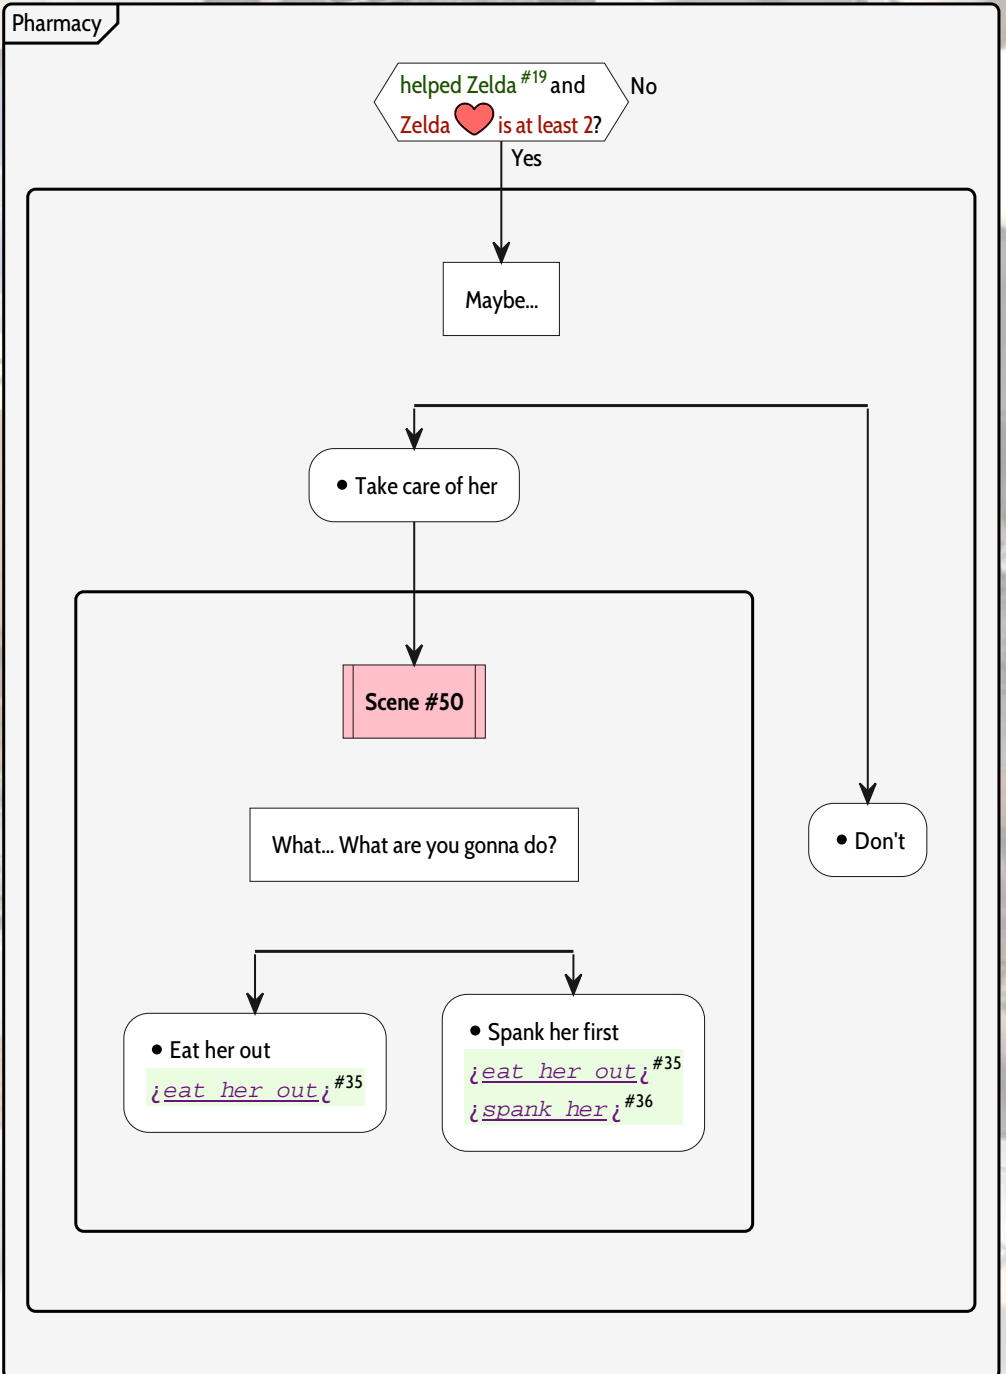 Pharmacy
helped Zelda #19 and
Zelda is at least 2?
No
Yes
Maybe...
• Take care of her
Scene #50
What... What are you gonna do?
• Don't
• Eat her out
¿eat her out¿#35
• Spank her first
¿eat her out¿#35
¿spank her¿#36